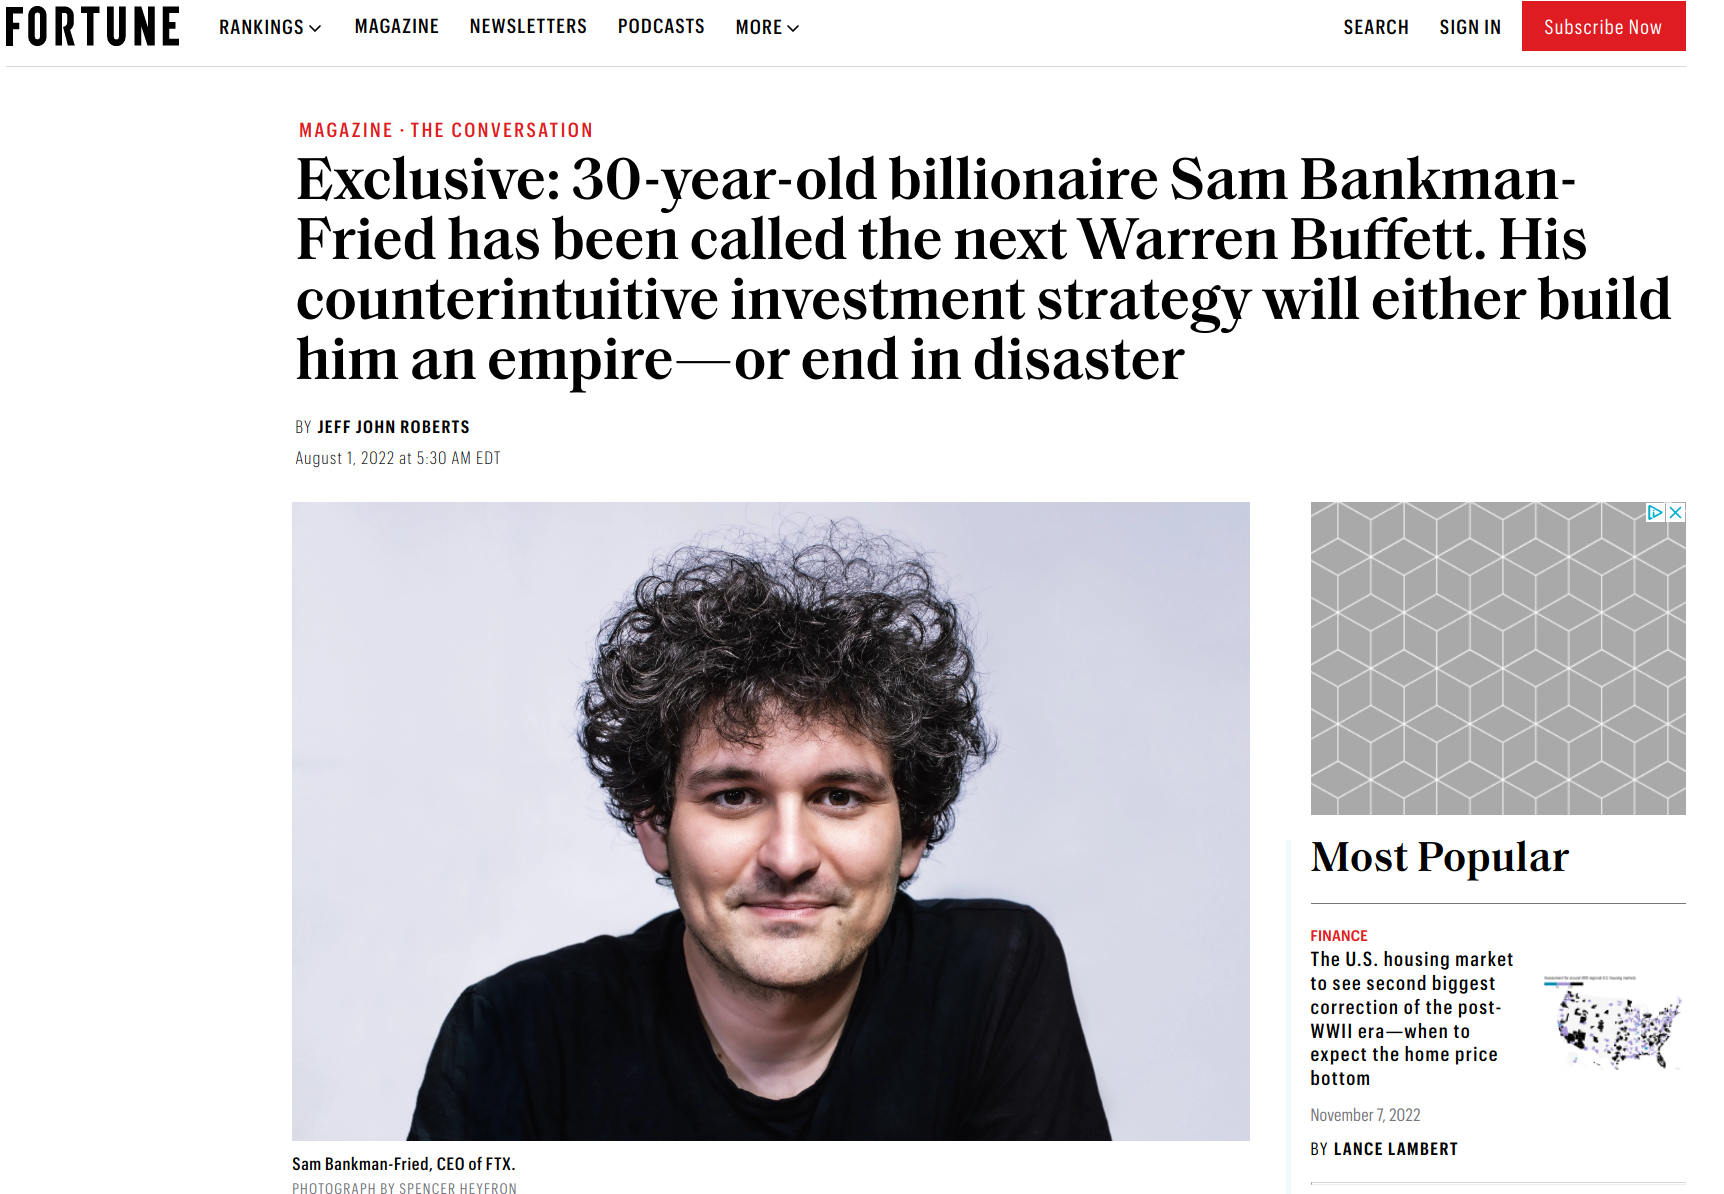 FORTUNE
RANKINGS
MAGAZINE
NEWSLETTERS
PODCASTS
MORE
SEARCH
SIGN IN
Subscribe Now
MAGAZINE · THE CONVERSATION
Exclusive: 30-year-old billionaire Sam Bankman-
Fried has been called the next Warren Buffett. His
counterintuitive investment strategy will either build
him an empire—or end in disaster
BY JEFF JOHN ROBERTS
August 1, 2022 at 5:30 AM EDT
Sam Bankman-Fried, CEO of FTX.
PHOTOGRAPH BY SPENCER HEYFRON
Most Popular
FINANCE
The U.S. housing market
to see second biggest
correction of the post-
WWII era—when to
expect the home price
bottom
November 7, 2022
BY LANCE LAMBERT